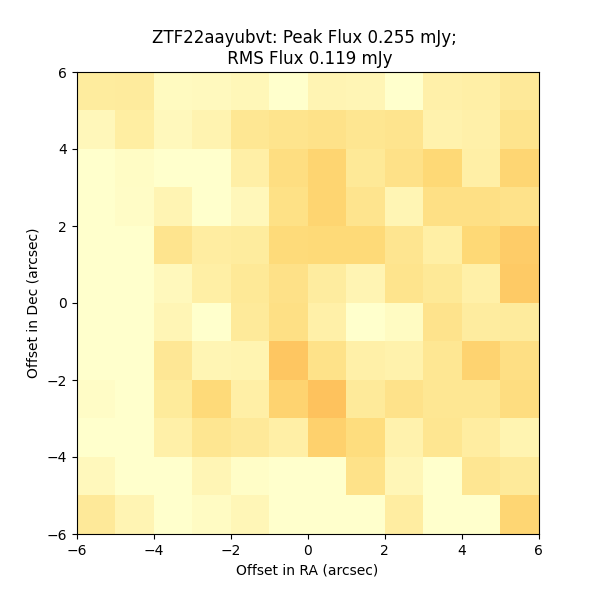 ZTF22aayubvt: Peak Flux 0.255 mJy;
RMS Flux 0.119 mJy
6
4
2
0
−2
−4
−6
Offset in Dec (arcsec)
−6 −4 −2 0 2 4 6
Offset in RA (arcsec)